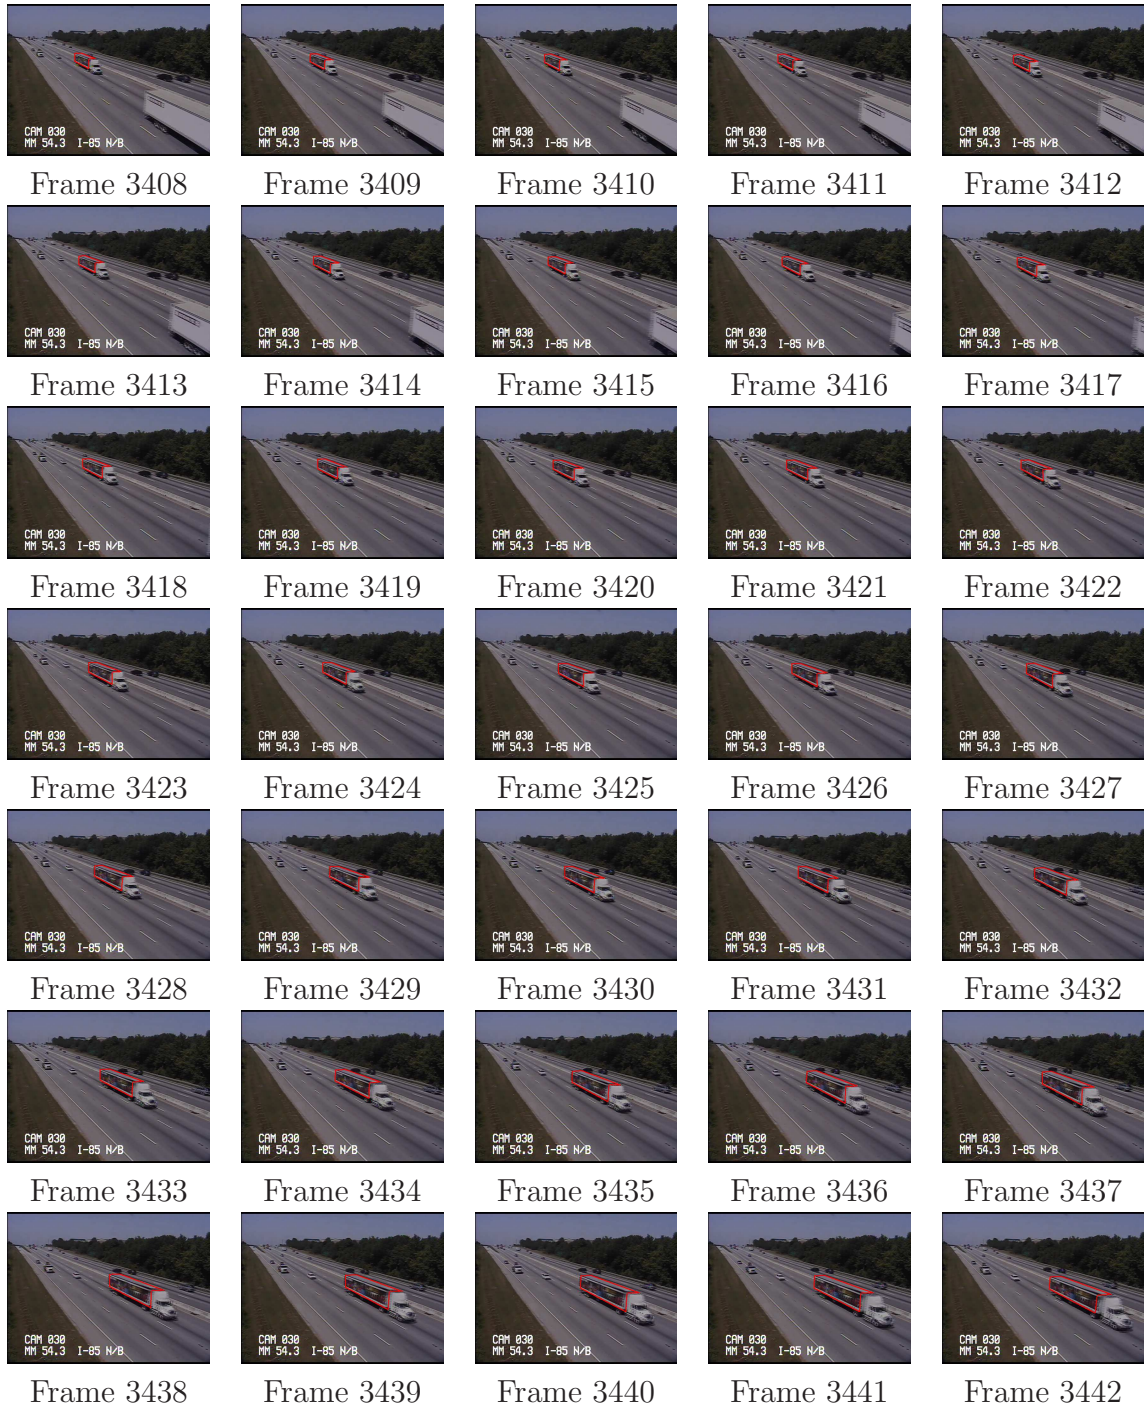 CAM 030
MM 54.3 I-85 N/B
CAM 030
MM 54.3 I-85 N/B
CAM 030
MM 54.3 I-85 N/B
CAM 030
MM 54.3 I-85 N/B
CAM 030
MM 54.3 I-85 N/B
Frame 3408
Frame 3409
Frame 3410
Frame 3411
Frame 3412
CAM 030
MM 54.3 I-85 N/B
CAM 030
MM 54.3 I-85 N/B
CAM 030
MM 54.3 I-85 N/B
CAM 030
MM 54.3 I-85 N/B
CAM 030
MM 54.3 I-85 N/B
Frame 3413
Frame 3414
Frame 3415
Frame 3416
Frame 3417
CAM 030
MM 54.3 I-85 N/B
CAM 030
MM 54.3 I-85 N/B
CAM 030
MM 54.3 I-85 N/B
CAM 030
MM 54.3 I-85 N/B
CAM 030
MM 54.3 I-85 N/B
Frame 3418
Frame 3419
Frame 3420
Frame 3421
Frame 3422
CAM 030
MM 54.3 I-85 N/B
CAM 030
MM 54.3 I-85 N/B
CAM 030
MM 54.3 I-85 N/B
CAM 030
MM 54.3 I-85 N/B
CAM 030
MM 54.3 I-85 N/B
Frame 3423
Frame 3424
Frame 3425
Frame 3426
Frame 3427
CAM 030
MM 54.3 I-85 N/B
CAM 030
MM 54.3 I-85 N/B
CAM 030
MM 54.3 I-85 N/B
CAM 030
MM 54.3 I-85 N/B
CAM 030
MM 54.3 I-85 N/B
Frame 3428
Frame 3429
Frame 3430
Frame 3431
Frame 3432
CAM 030
MM 54.3 I-85 N/B
CAM 030
MM 54.3 I-85 N/B
CAM 030
MM 54.3 I-85 N/B
CAM 030
MM 54.3 I-85 N/B
CAM 030
MM 54.3 I-85 N/B
Frame 3433
Frame 3434
Frame 3435
Frame 3436
Frame 3437
CAM 030
MM 54.3 I-85 N/B
CAM 030
MM 54.3 I-85 N/B
CAM 030
MM 54.3 I-85 N/B
CAM 030
MM 54.3 I-85 N/B
CAM 030
MM 54.3 I-85 N/B
Frame 3438
Frame 3439
Frame 3440
Frame 3441
Frame 3442